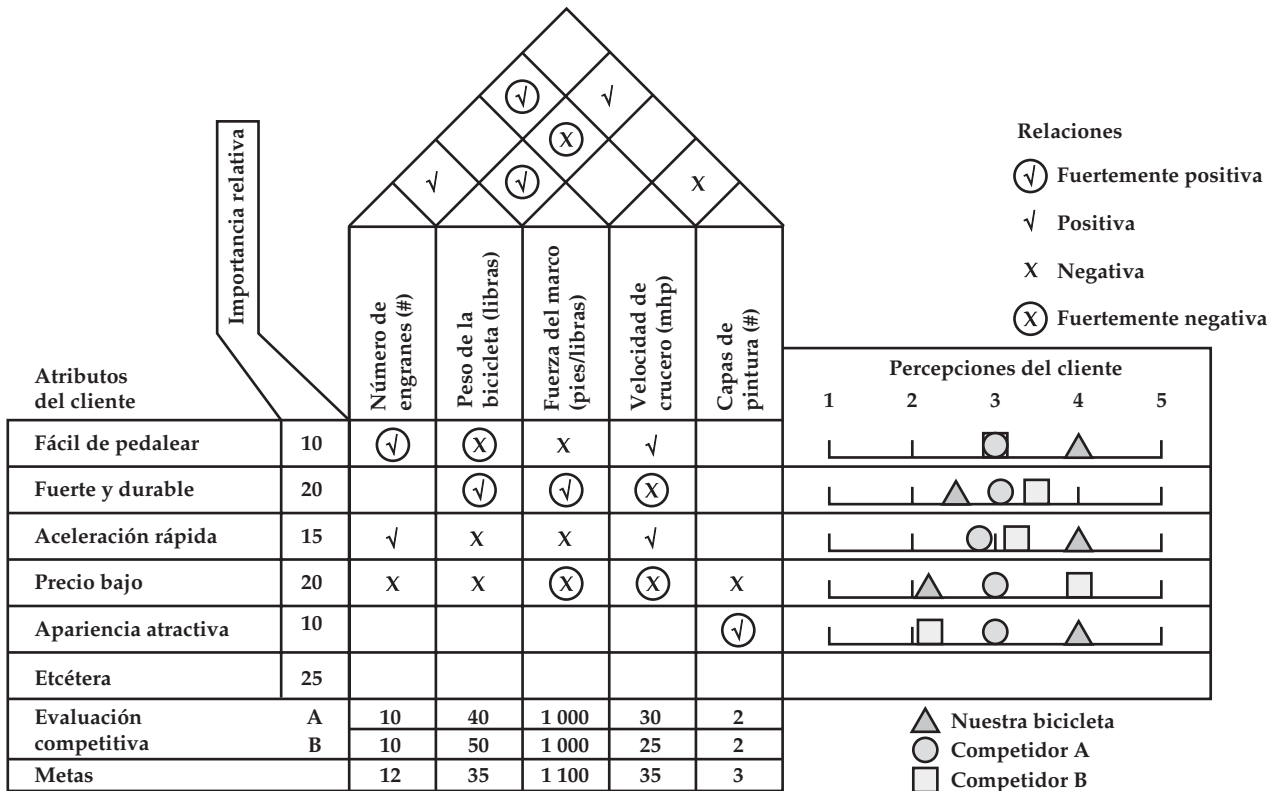 Relaciones
√ Fuertemente positiva
√ Positiva
X Negativa
X Fuertemente negativa
Importancia relativa
Número de
engranes (#)
Peso de la
bicicleta (libras)
Fuerza del marco
(pies/libras)
Velocidad de
crucero (mhp)
Capas de
pintura (#)
√ √
X
√ √ X
Atributos
del cliente
Percepciones del cliente
1 2 3 4 5
Fácil de pedalear 10 √ X X √
Fuerte y durable 20 √ √ X
Aceleración rápida 15 √ X X √
Precio bajo 20 X X X X X
Apariencia atractiva 10 √
Etcétera 25
Evaluación A 10 40 1 000 30 2
competitiva B 10 50 1 000 25 2
Metas 12 35 1 100 35 3
Nuestra bicicleta
Competidor A
Competidor B